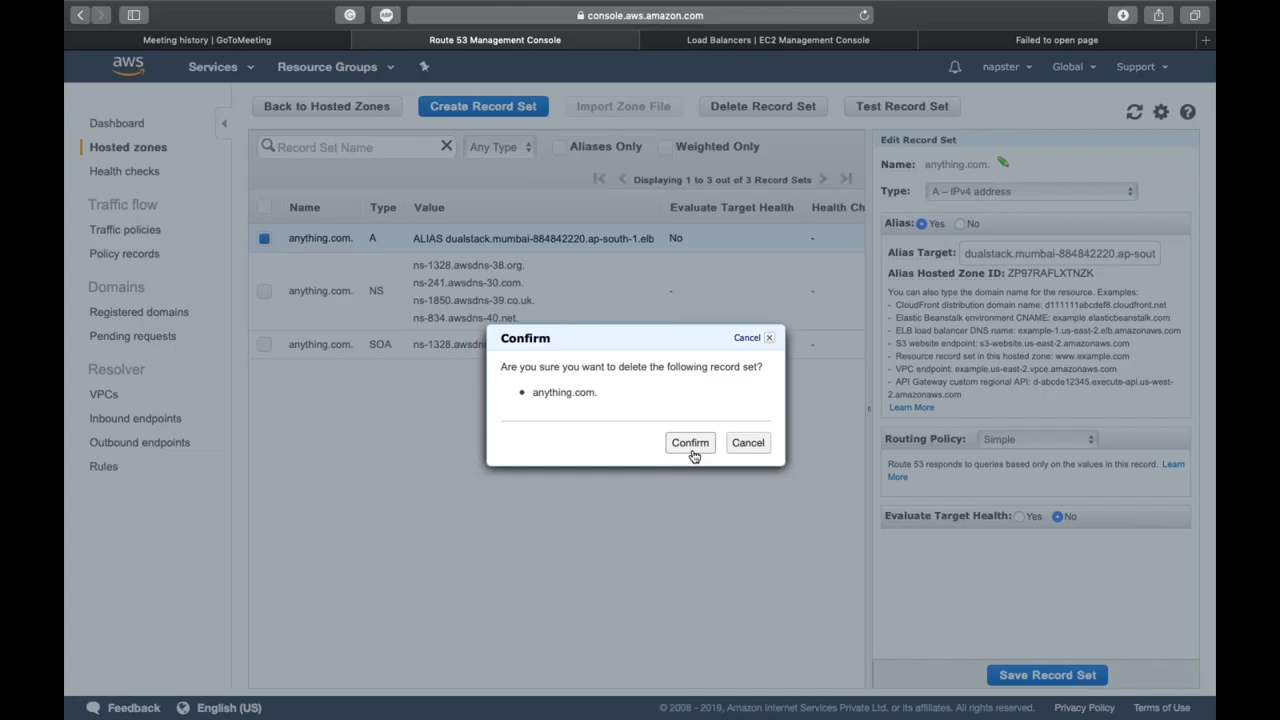 console.aws.amazon.com
Meeting history | GoToMeeting
Route 53 Management Console
Load Balancers | EC2 Management Console
Failed to open page
aws
Services
Resource Groups
napster
Global
Support
Dashboard
Hosted zones
Health checks
Traffic flow
Traffic policies
Policy records
Domains
Registered domains
Pending requests
Resolver
VPCs
Inbound endpoints
Outbound endpoints
Rules
Back to Hosted Zones
Create Record Set
Import Zone File
Delete Record Set
Test Record Set
Record Set Name
Any Type
Aliases Only
Weighted Only
Displaying 1 to 3 out of 3 Record Sets
Name Type Value Evaluate Target Health Health Ch
anything.com. A ALIAS dualstack.mumbai-884842220.ap-south-1.elb No -
ns-1328.awsdns-38.org.
ns-241.awsdns-30.com.
anything.com. NS - -
ns-1850.awsdns-39.co.uk.
ns-834.awsdns-40.net.
anything.com. SOA ns-1328.awsdn -
Confirm
Cancel
Are you sure you want to delete the following record set?
anything.com.
Confirm
Cancel
Edit Record Set
Name: anything.com.
Type: A – IPv4 address
Alias: Yes No
Alias Target: dualstack.mumbai-884842220.ap-sout
Alias Hosted Zone ID: ZP97RAFLXTNZK
You can also type the domain name for the resource. Examples:
- CloudFront distribution domain name: d111111abcdef8.cloudfront.net
- Elastic Beanstalk environment CNAME: example.elasticbeanstalk.com
- ELB load balancer DNS name: example-1.us-east-2.elb.amazonaws.com
- S3 website endpoint: s3-website.us-east-2.amazonaws.com
- Resource record set in this hosted zone: www.example.com
- VPC endpoint: example.us-east-2.vpce.amazonaws.com
- API Gateway custom regional API: d-abcde12345.execute-api.us-west-
2.amazonaws.com
Learn More
Routing Policy: Simple
Route 53 responds to queries based only on the values in this record. Learn
More
Evaluate Target Health: Yes No
Save Record Set
Feedback
English (US)
© 2008 - 2019, Amazon Internet Services Private Ltd. or its affiliates. All rights reserved.
Privacy Policy
Terms of Use